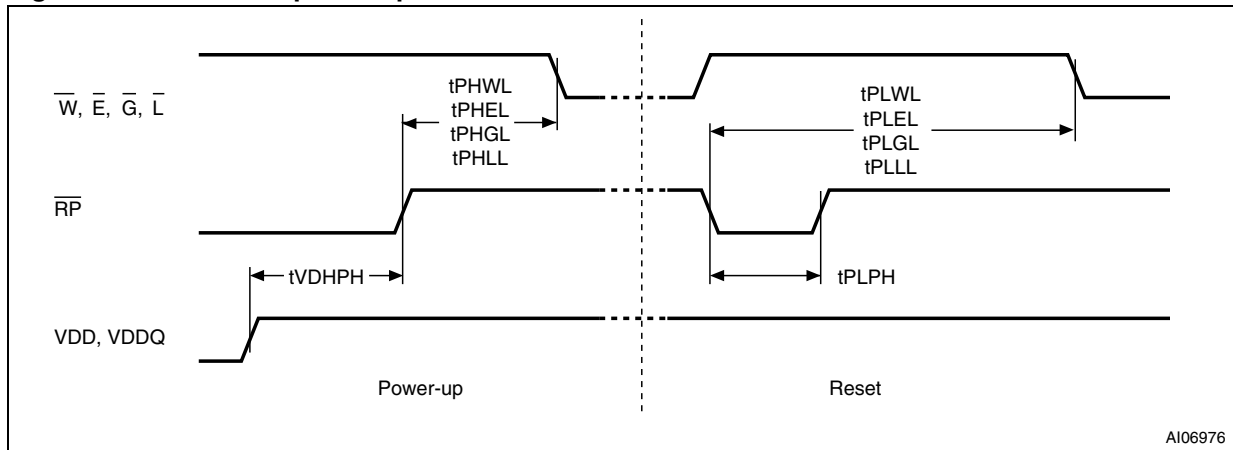 W, E, G, L
tPHWL
tPHEL
tPHGL
tPHLL
tPLWL
tPLEL
tPLGL
tPLLL
RP
tVDHPH
tPLPH
VDD, VDDQ
Power-up
Reset
AI06976